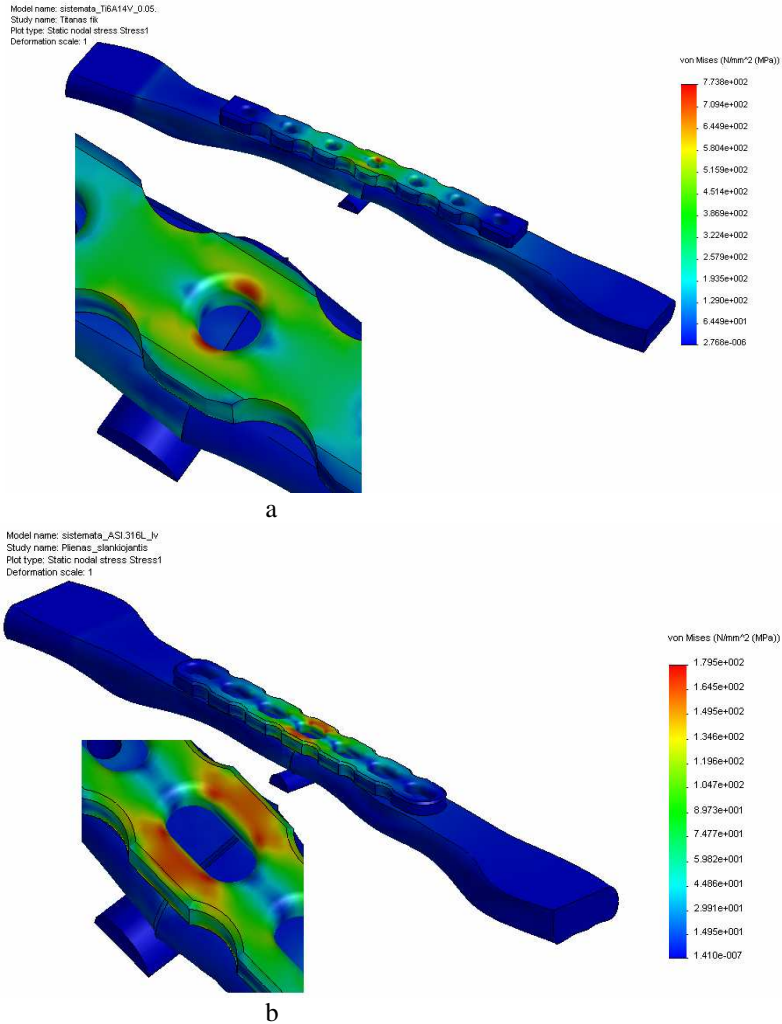 Model name: sistemata_Ti6A14V_0.05.
Study name: Titanas fik
Plot type: Static nodal stress Stress1
Deformation scale: 1
von Mises (N/mm^2 (MPa))
7.738e+002
7.094e+002
6.449e+002
5.804e+002
5.159e+002
4.514e+002
3.869e+002
3.224e+002
2.579e+002
1.935e+002
1.290e+002
6.449e+001
2.768e-006
a
Model name: sistemata_ASI.316L_lv
Study name: Plienas_slankiojantis
Plot type: Static nodal stress Stress1
Deformation scale: 1
von Mises (N/mm^2 (MPa))
1.795e+002
1.645e+002
1.495e+002
1.346e+002
1.196e+002
1.047e+002
8.973e+001
7.477e+001
5.982e+001
4.486e+001
2.991e+001
1.495e+001
1.410e-007
b